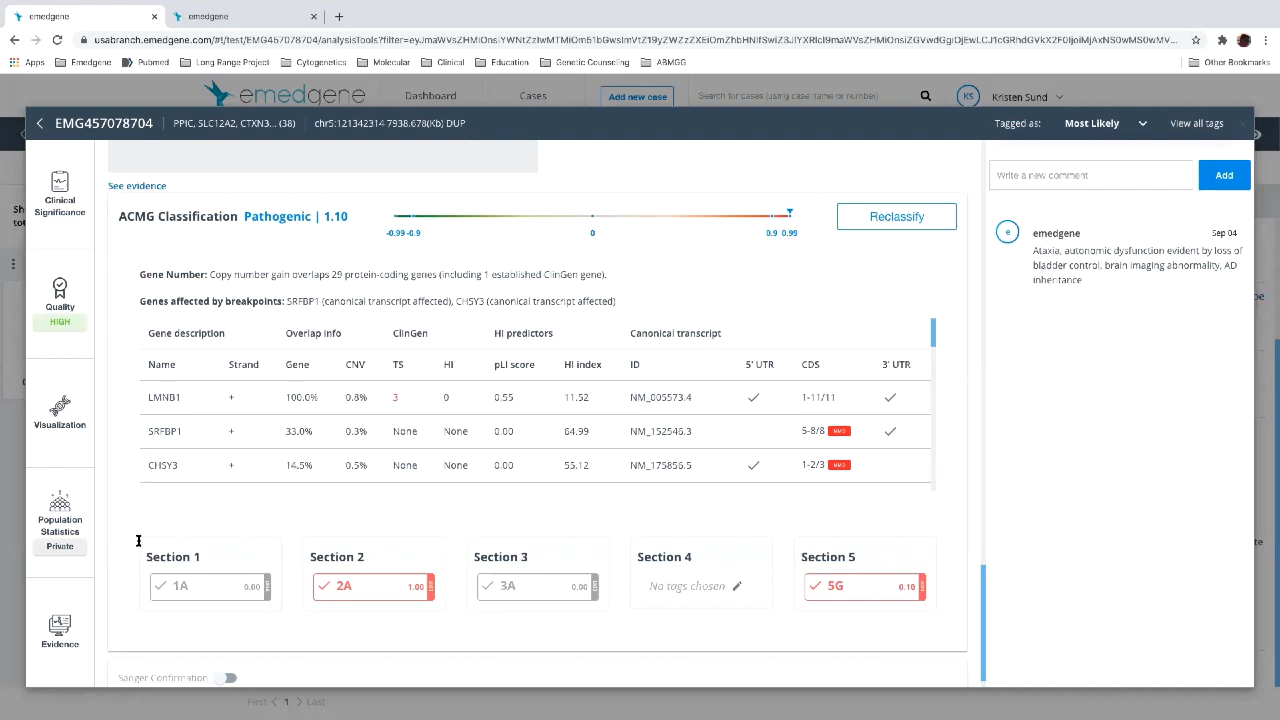 emedgene
emedgene
usabranch.emedgene.com/#!/test/EMG457078704/analysisTools?filter=
Apps Emedgene Pubmed Long Range Project Cytogenetics Molecular Clinical Education Genetic Counseling ABMGG Other Bookmarks
emedgene Dashboard Cases Add new case Search for cases (using case name or number) KS Kristen Sund
EMG457078704 PPIC, SLC12A2, CTXN3... (38) chr5:121342314 7938.678(Kb) DUP Tagged as: Most Likely View all tags
Clinical
Significance
Quality
HIGH
Visualization
Population
Statistics
Private
Evidence
See evidence
ACMG Classification Pathogenic | 1.10 Reclassify
-0.99 -0.9 0 0.9 0.99
Gene Number: Copy number gain overlaps 29 protein-coding genes (including 1 established ClinGen gene).
Genes affected by breakpoints: SRFBP1 (canonical transcript affected), CHSY3 (canonical transcript affected)
Gene description Overlap info ClinGen HI predictors Canonical transcript
Name Strand Gene CNV TS HI pLI score HI index ID 5' UTR CDS 3' UTR
LMNB1 + 100.0% 0.8% 3 0 0.55 11.52 NM_005573.4 1-11/11
SRFBP1 + 33.0% 0.3% None None 0.00 64.99 NM_152546.3 5-8/8 NMD
CHSY3 + 14.5% 0.5% None None 0.00 55.12 NM_175856.5 1-2/3 NMD
Section 1 Section 2 Section 3 Section 4 Section 5
1A 0.00 2A 1.00 3A 0.00 No tags chosen 5G 0.10
Sanger Confirmation
First 1 Last
Write a new comment Add
e emedgene Sep 04
Ataxia, autonomic dysfunction evident by loss of
bladder control, brain imaging abnormality, AD
inheritance